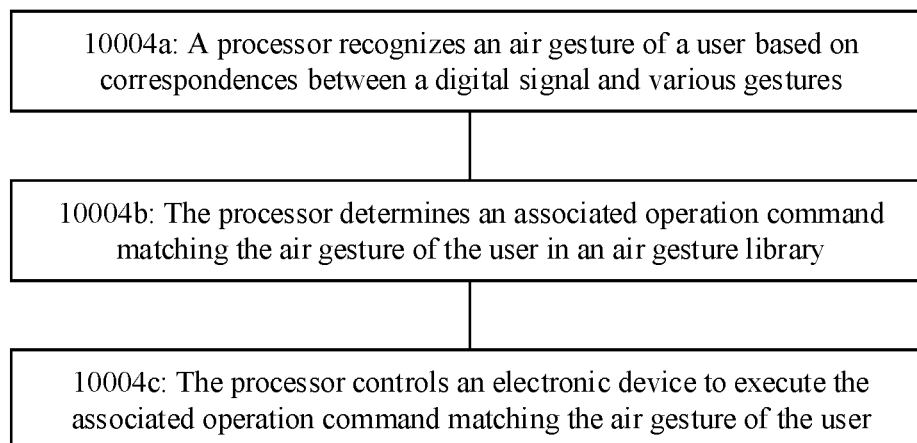 10004a: A processor recognizes an air gesture of a user based on
correspondences between a digital signal and various gestures
10004b: The processor determines an associated operation command
matching the air gesture of the user in an air gesture library
10004c: The processor controls an electronic device to execute the
associated operation command matching the air gesture of the user